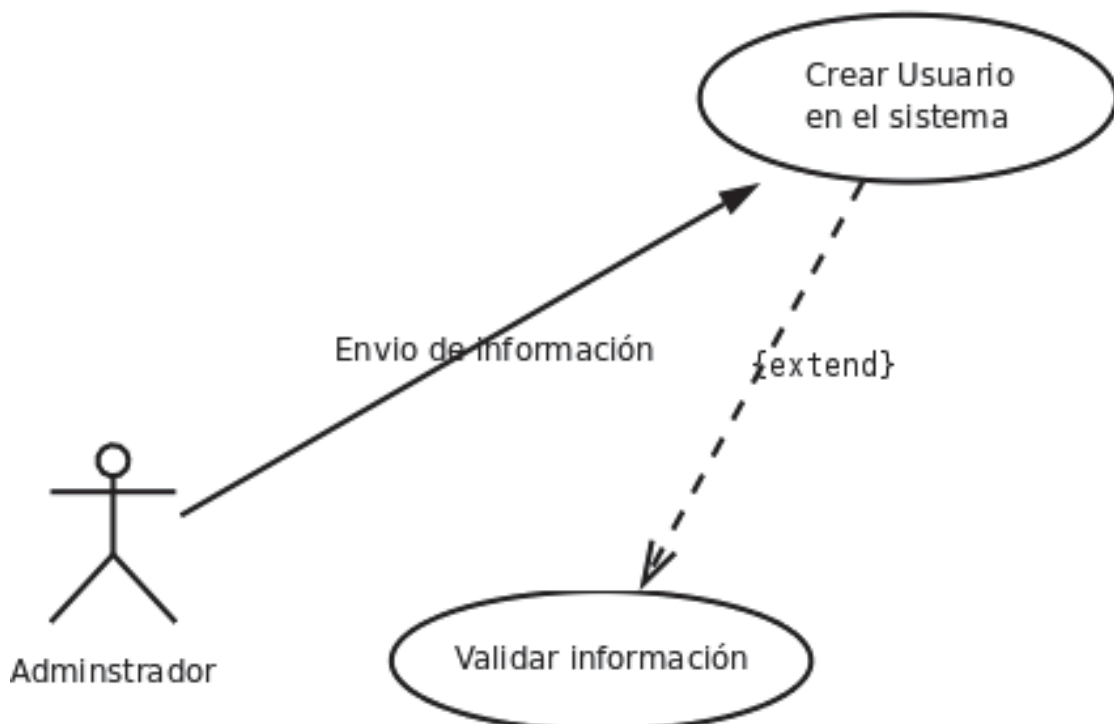 Crear Usuario
en el sistema
Envio de información
{extend}
Adminstrador
Validar información